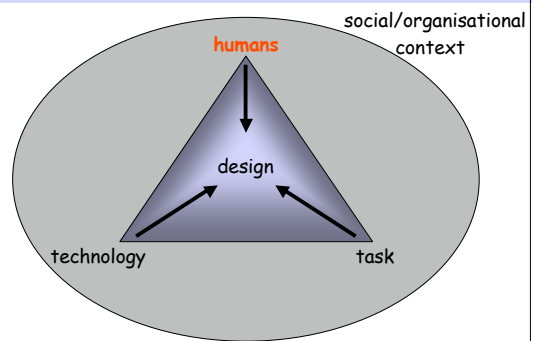 social/organisational
context
humans
design
technology
task